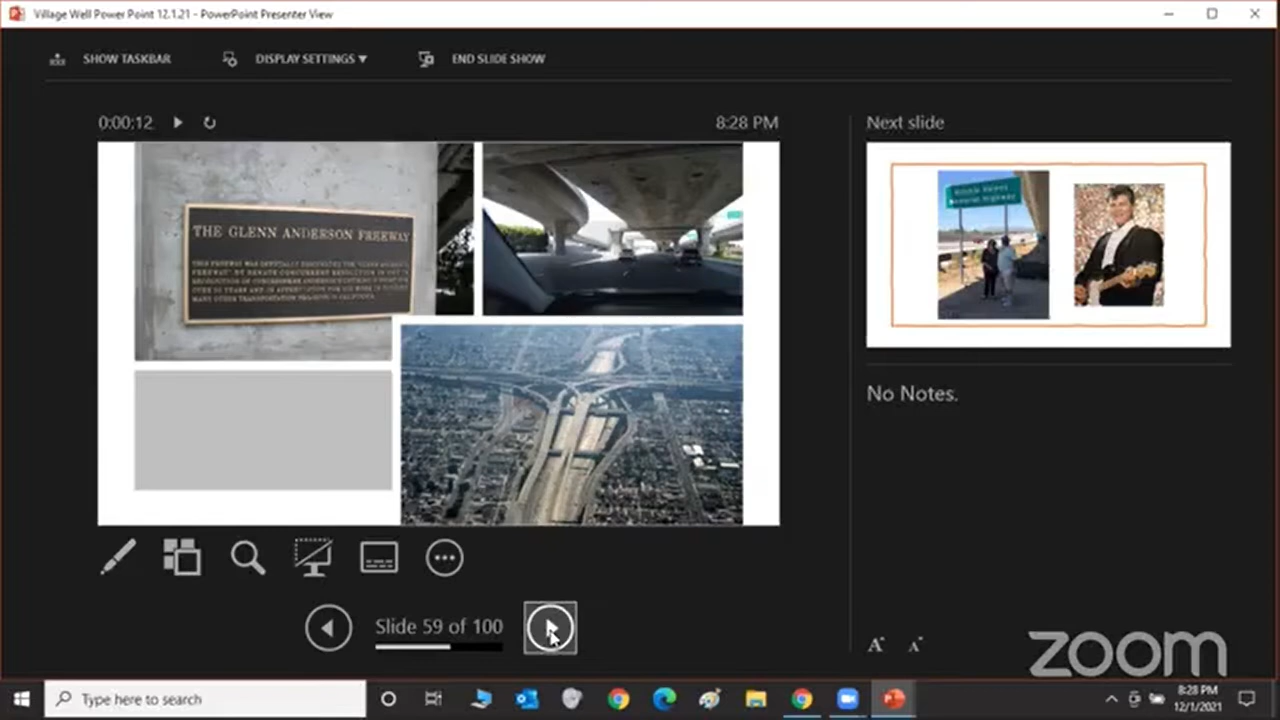 Village Well Power Point 12.1.21 - PowerPoint Presenter View
SHOW TASKBAR
DISPLAY SETTINGS ▼
END SLIDE SHOW
0:00:12
8:28 PM
Next slide
THE GLENN ANDERSON FREEWAY
Memorial Highway
No Notes.
Slide 59 of 100
A
A
zoom
Type here to search
8:28 PM
12/1/2021